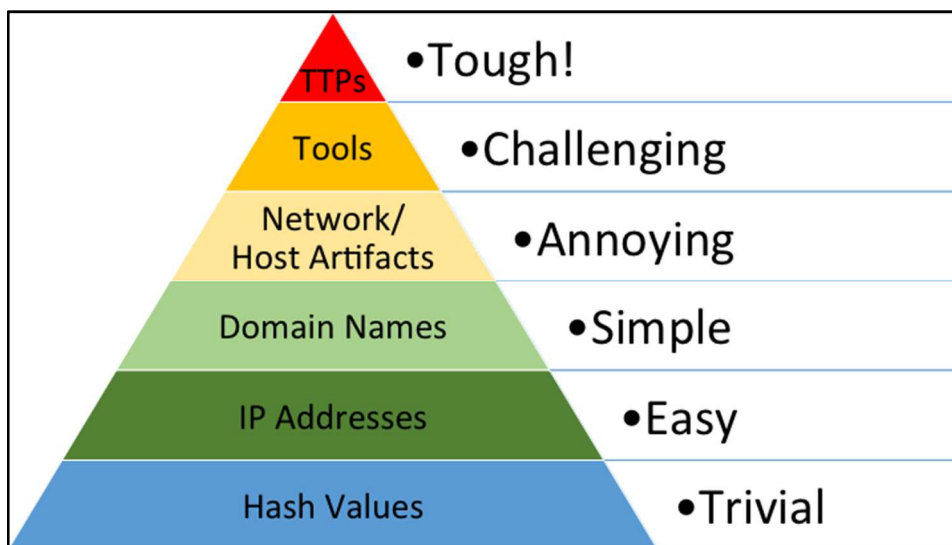 TTPs
•Tough!
Tools
•Challenging
Network/
Host Artifacts
•Annoying
Domain Names
•Simple
IP Addresses
•Easy
Hash Values
•Trivial